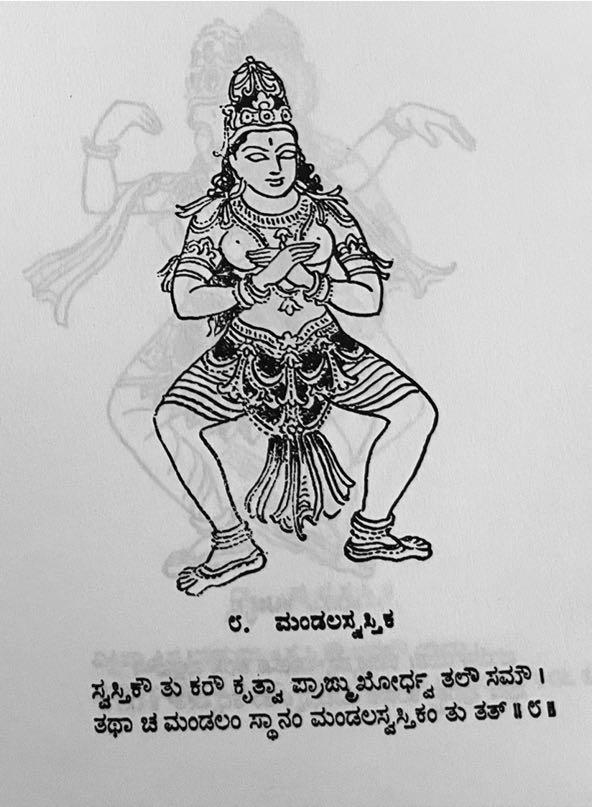 ೮. ಮಂಡಲಸ್ವಸ್ತಿಕ
ಸ್ವಸ್ತಿಕೌ ತು ಕರೌ ಕೃತ್ವಾ ಪ್ರಾಙ್ಮುಖೋರ್ಧ್ವ ತಲೌ ಸಮೌ ।
ತಥಾ ಚ ಮಂಡಲಂ ಸ್ಥಾನಂ ಮಂಡಲಸ್ವಸ್ತಿಕಂ ತು ತತ್ ॥ ೮ ॥